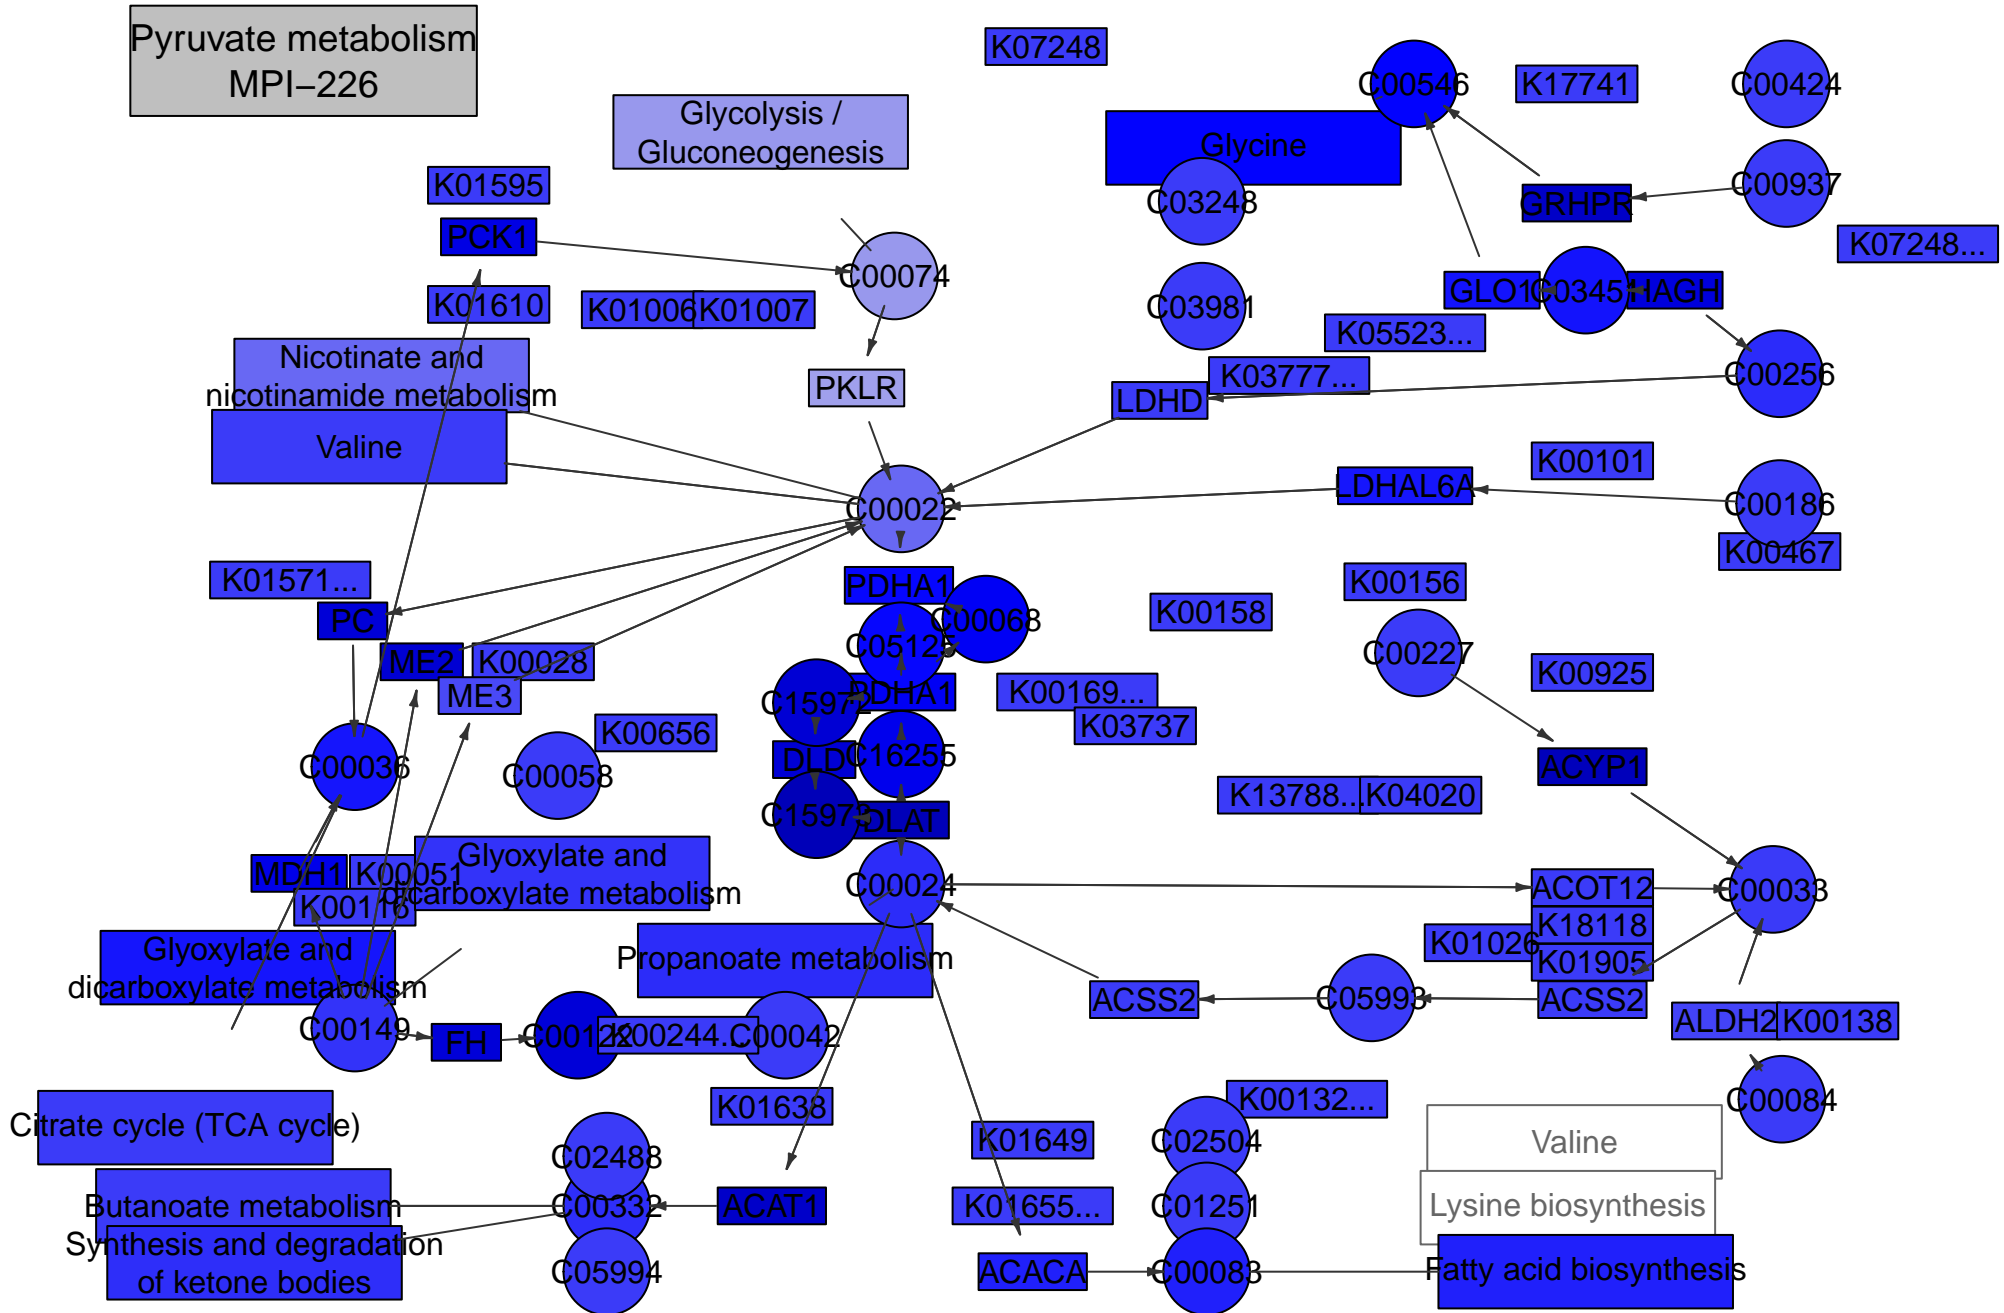 Pyruvate metabolism
MPI−226
K07248
C00546
K17741
C00424
Glycolysis /
Gluconeogenesis
Glycine
K01595
C03248
GRHPR
C00937
PCK1
K07248...
C00074
K01610
K01006
K01007
C03981
GLO1
C03451
HAGH
K05523...
Nicotinate and
nicotinamide metabolism
PKLR
K03777...
LDHD
C00256
Valine
K00101
LDHAL6A
C00022
C00186
K00467
K01571...
PDHA1
K00156
PC
C00068
K00158
C05125
C00227
ME2
K00028
K00925
ME3
C15972
PDHA1
K00169...
K03737
K00656
C00036
C00058
DLD
C16255
ACYP1
K13788...
K04020
C15973
DLAT
MDH1
K00051
Glyoxylate and
dicarboxylate metabolism
C00024
ACOT12
C00033
K00116
K18118
K01026
Glyoxylate and
dicarboxylate metabolism
Propanoate metabolism
K01905
ACSS2
C05993
ACSS2
C00149
FH
C00122
K00244...
C00042
ALDH2
K00138
K01638
K00132...
C00084
Citrate cycle (TCA cycle)
C02488
K01649
C02504
Valine
Butanoate metabolism
C00332
ACAT1
K01655...
C01251
Lysine biosynthesis
Synthesis and degradation
of ketone bodies
C05994
ACACA
C00083
Fatty acid biosynthesis